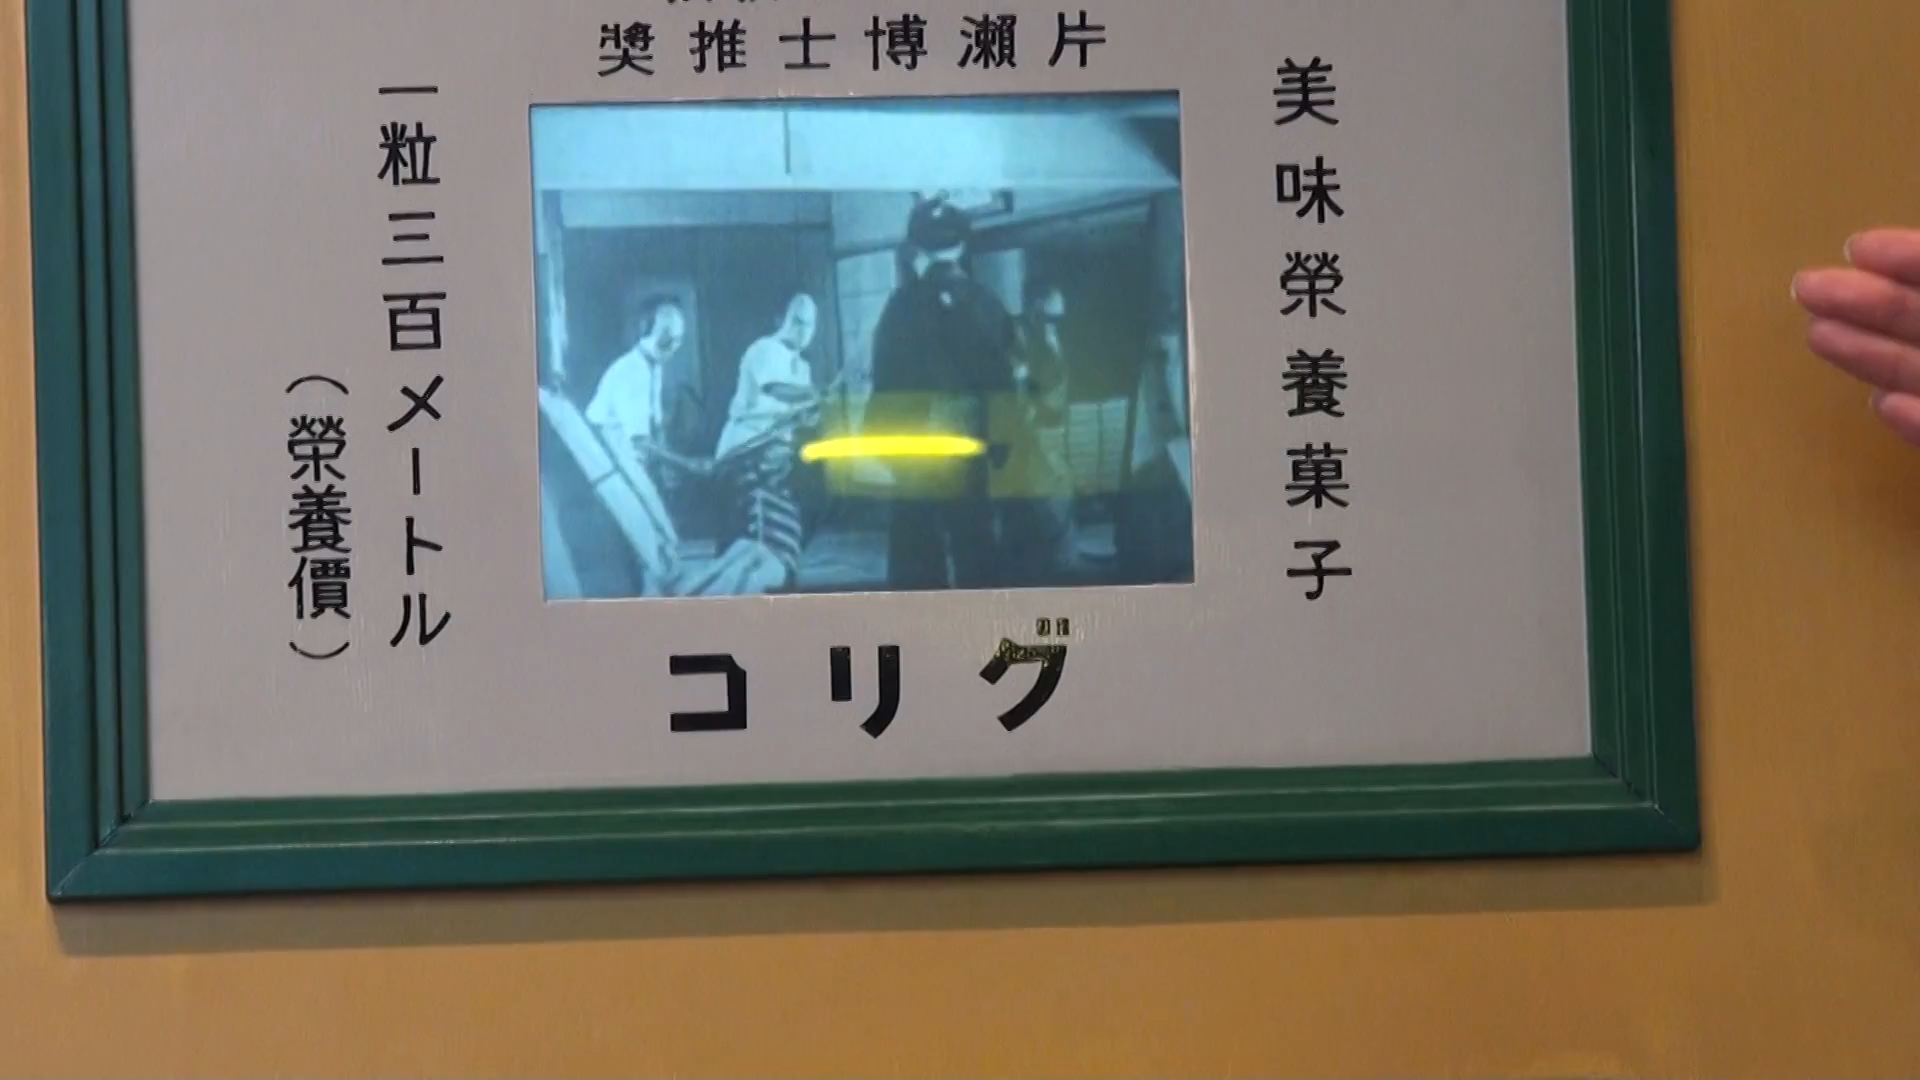 片瀨博士推奬
美味榮養菓子
一粒三百メートル
（榮養價）
グリコ